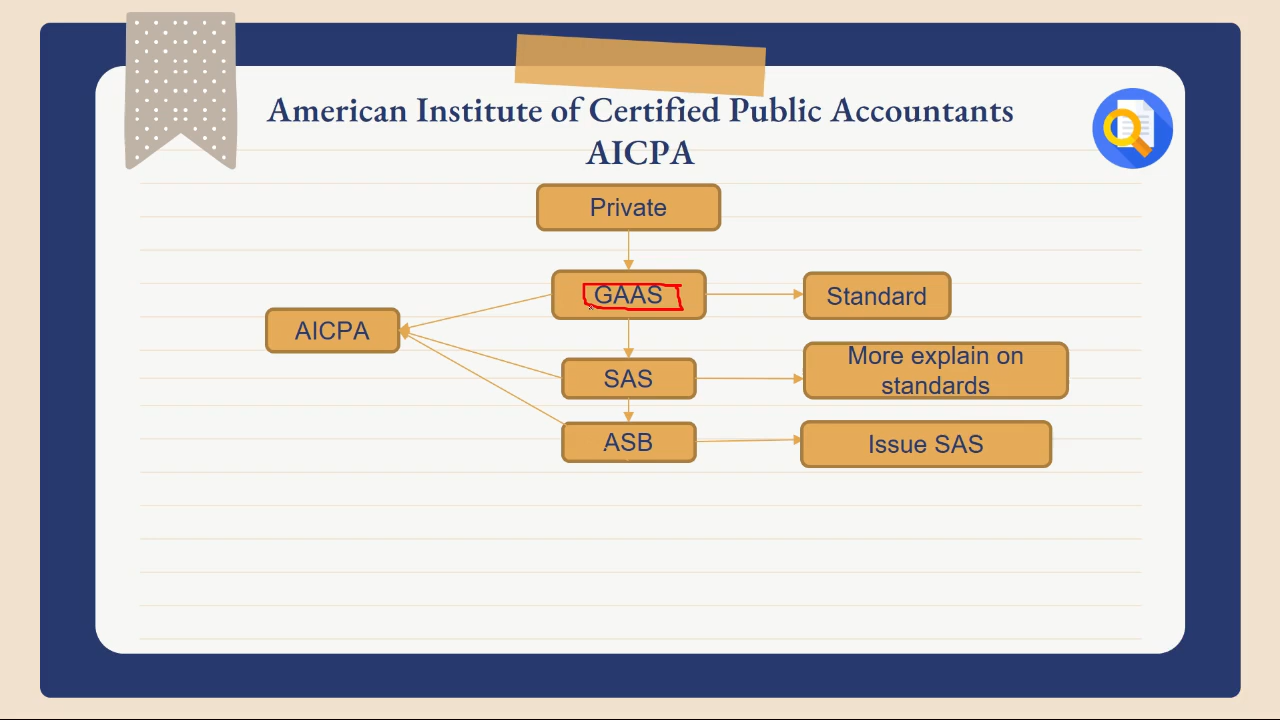 American Institute of Certified Public Accountants
AICPA
Private
GAAS
Standard
AICPA
SAS
More explain on
standards
ASB
Issue SAS